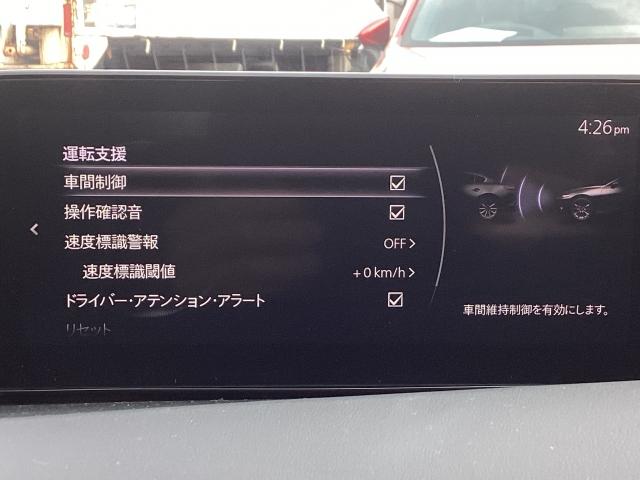 4:26pm
運転支援
車間制御
操作確認音
速度標識警報 OFF
速度標識閾値 +0 km/h
ドライバー・アテンション・アラート
リセット
車間維持制御を有効にします。